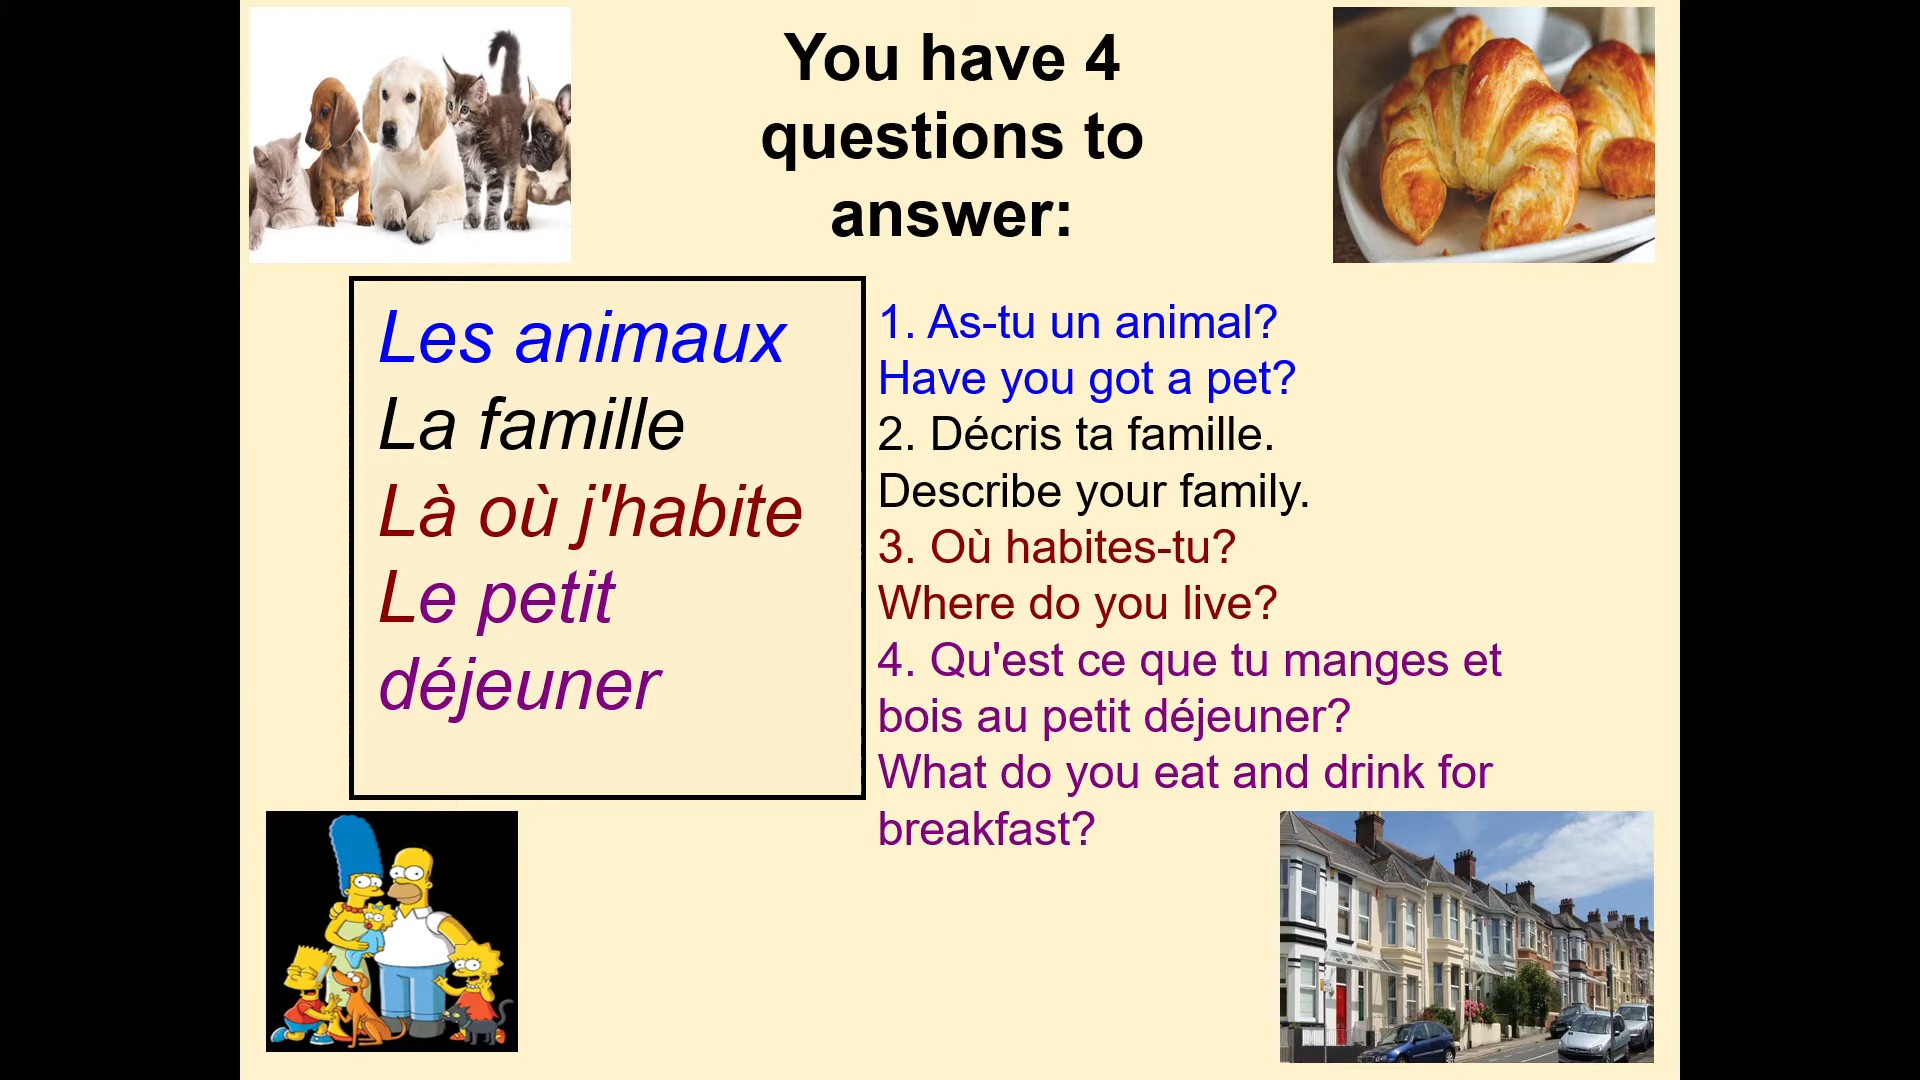 You have 4
questions to
answer:
Les animaux
La famille
Là où j'habite
Le petit
déjeuner
1. As-tu un animal?
Have you got a pet?
2. Décris ta famille.
Describe your family.
3. Où habites-tu?
Where do you live?
4. Qu'est ce que tu manges et
bois au petit déjeuner?
What do you eat and drink for
breakfast?